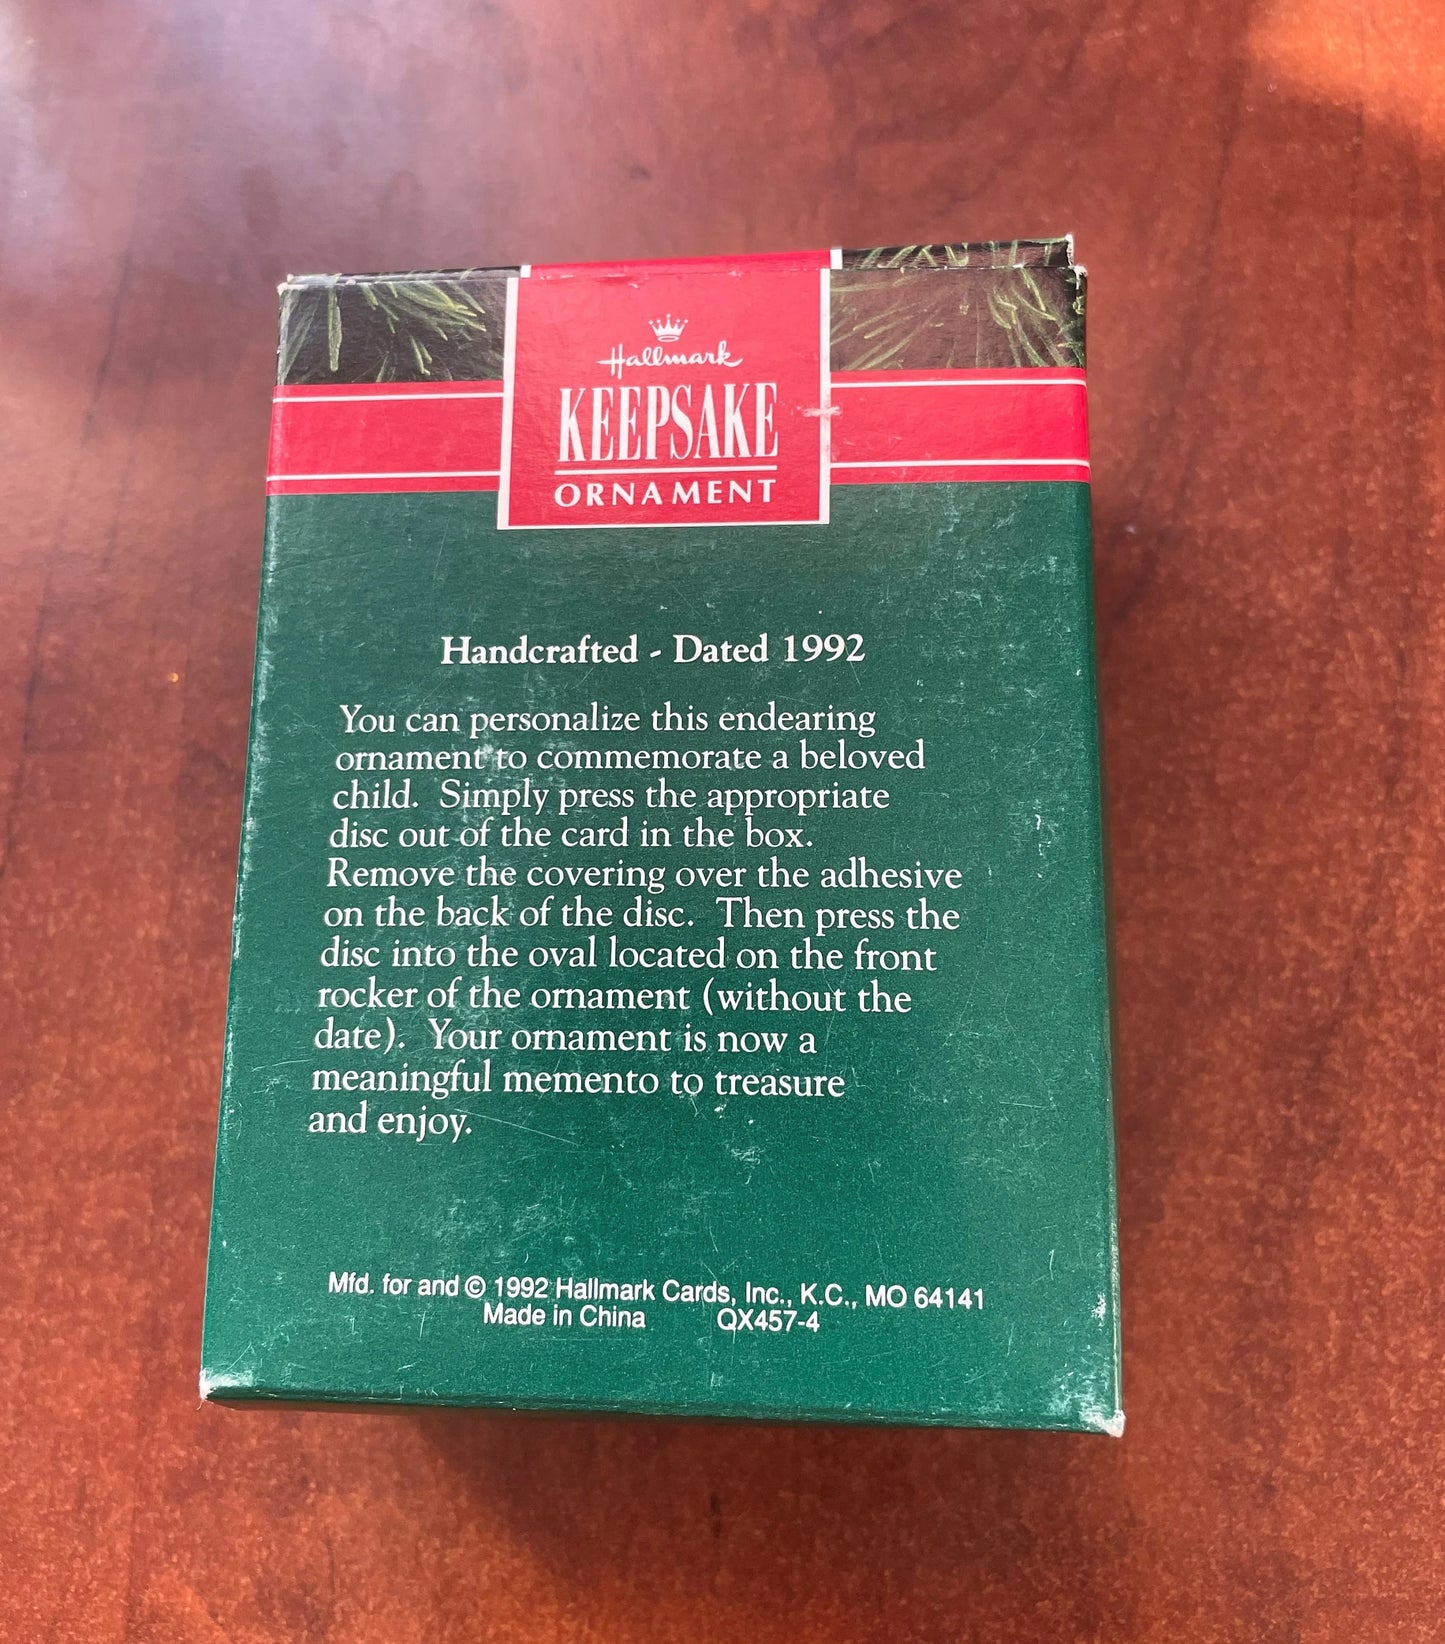 Hallmark
KEEPSAKE
ORNAMENT
Handcrafted - Dated 1992
You can personalize this endearing
ornament to commemorate a beloved
child. Simply press the appropriate
disc out of the card in the box.
Remove the covering over the adhesive
on the back of the disc. Then press the
disc into the oval located on the front
rocker of the ornament (without the
date). Your ornament is now a
meaningful memento to treasure
and enjoy.
Mfd. for and © 1992 Hallmark Cards, Inc., K.C., MO 64141
Made in China QX457-4